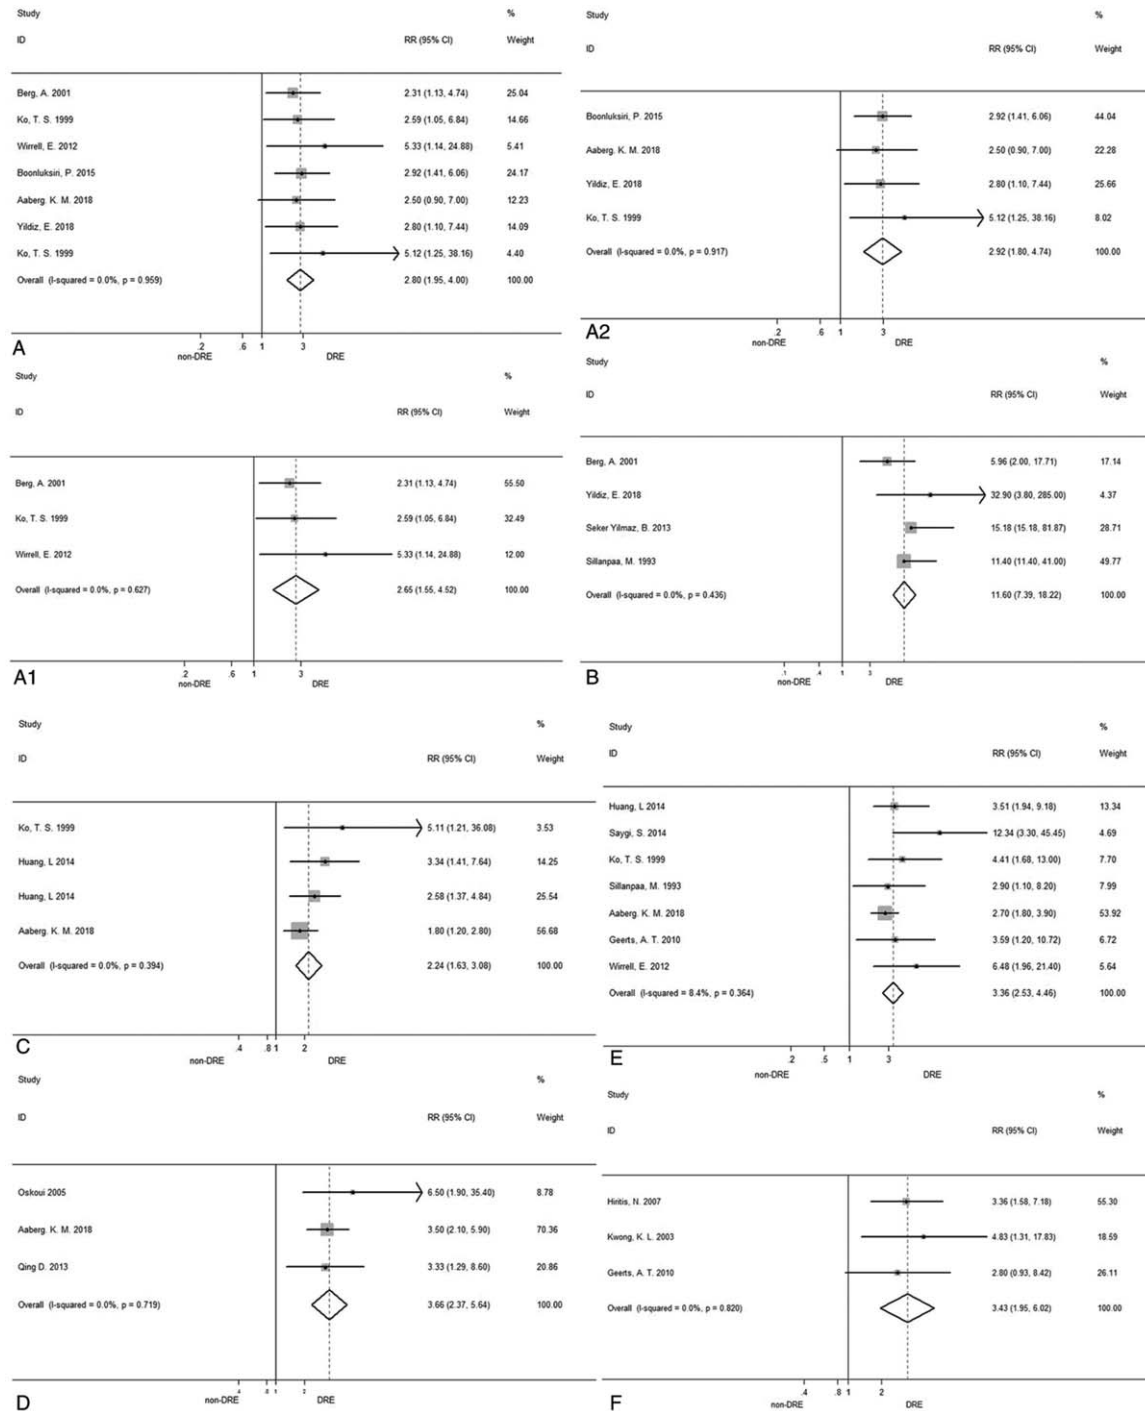 Study %
ID RR (95% CI) Weight
Berg, A. 2001 2.31 (1.13, 4.74) 25.04
Ko, T. S. 1999 2.59 (1.05, 6.84) 14.66
Wirrell, E. 2012 5.33 (1.14, 24.88) 5.41
Boonluksiri, P. 2015 2.92 (1.41, 6.06) 24.17
Aaberg. K. M. 2018 2.50 (0.90, 7.00) 12.23
Yildiz, E. 2018 2.80 (1.10, 7.44) 14.09
Ko, T. S. 1999 5.12 (1.25, 38.16) 4.40
Overall (I-squared = 0.0%, p = 0.959) 2.80 (1.95, 4.00) 100.00
.2 .6 1 3
non-DRE DRE
A
Study %
ID RR (95% CI) Weight
Boonluksiri, P. 2015 2.92 (1.41, 6.06) 44.04
Aaberg. K. M. 2018 2.50 (0.90, 7.00) 22.28
Yildiz, E. 2018 2.80 (1.10, 7.44) 25.66
Ko, T. S. 1999 5.12 (1.25, 38.16) 8.02
Overall (I-squared = 0.0%, p = 0.917) 2.92 (1.80, 4.74) 100.00
.2 .6 1 3
non-DRE DRE
A2
Study %
ID RR (95% CI) Weight
Berg, A. 2001 2.31 (1.13, 4.74) 55.50
Ko, T. S. 1999 2.59 (1.05, 6.84) 32.49
Wirrell, E. 2012 5.33 (1.14, 24.88) 12.00
Overall (I-squared = 0.0%, p = 0.627) 2.65 (1.55, 4.52) 100.00
.2 .6 1 3
non-DRE DRE
A1
Study %
ID RR (95% CI) Weight
Berg, A. 2001 5.96 (2.00, 17.71) 17.14
Yildiz, E. 2018 32.90 (3.80, 285.00) 4.37
Seker Yilmaz, B. 2013 15.18 (15.18, 81.87) 28.71
Sillanpaa, M. 1993 11.40 (11.40, 41.00) 49.77
Overall (I-squared = 0.0%, p = 0.436) 11.60 (7.39, 18.22) 100.00
.1 .4 1 3
non-DRE DRE
B
Study %
ID RR (95% CI) Weight
Ko, T. S. 1999 5.11 (1.21, 36.08) 3.53
Huang, L 2014 3.34 (1.41, 7.64) 14.25
Huang, L 2014 2.58 (1.37, 4.84) 25.54
Aaberg. K. M. 2018 1.80 (1.20, 2.80) 56.68
Overall (I-squared = 0.0%, p = 0.394) 2.24 (1.63, 3.08) 100.00
.4 .8 1 2
non-DRE DRE
C
Study %
ID RR (95% CI) Weight
Huang, L 2014 3.51 (1.94, 9.18) 13.34
Saygi, S. 2014 12.34 (3.30, 45.45) 4.69
Ko, T. S. 1999 4.41 (1.68, 13.00) 7.70
Sillanpaa, M. 1993 2.90 (1.10, 8.20) 7.99
Aaberg. K. M. 2018 2.70 (1.80, 3.90) 53.92
Geerts, A. T. 2010 3.59 (1.20, 10.72) 6.72
Wirrell, E. 2012 6.48 (1.96, 21.40) 5.64
Overall (I-squared = 8.4%, p = 0.364) 3.36 (2.53, 4.46) 100.00
.2 .5 1 3
non-DRE DRE
E
Study %
ID RR (95% CI) Weight
Oskoui 2005 6.50 (1.90, 35.40) 8.78
Aaberg. K. M. 2018 3.50 (2.10, 5.90) 70.36
Qing D. 2013 3.33 (1.29, 8.60) 20.86
Overall (I-squared = 0.0%, p = 0.719) 3.66 (2.37, 5.64) 100.00
.4 .8 1 2
non-DRE DRE
D
Study %
ID RR (95% CI) Weight
Hiritis, N. 2007 3.36 (1.58, 7.18) 55.30
Kwong, K. L. 2003 4.83 (1.31, 17.83) 18.59
Geerts, A. T. 2010 2.80 (0.93, 8.42) 26.11
Overall (I-squared = 0.0%, p = 0.820) 3.43 (1.95, 6.02) 100.00
.4 .8 1 2
non-DRE DRE
F